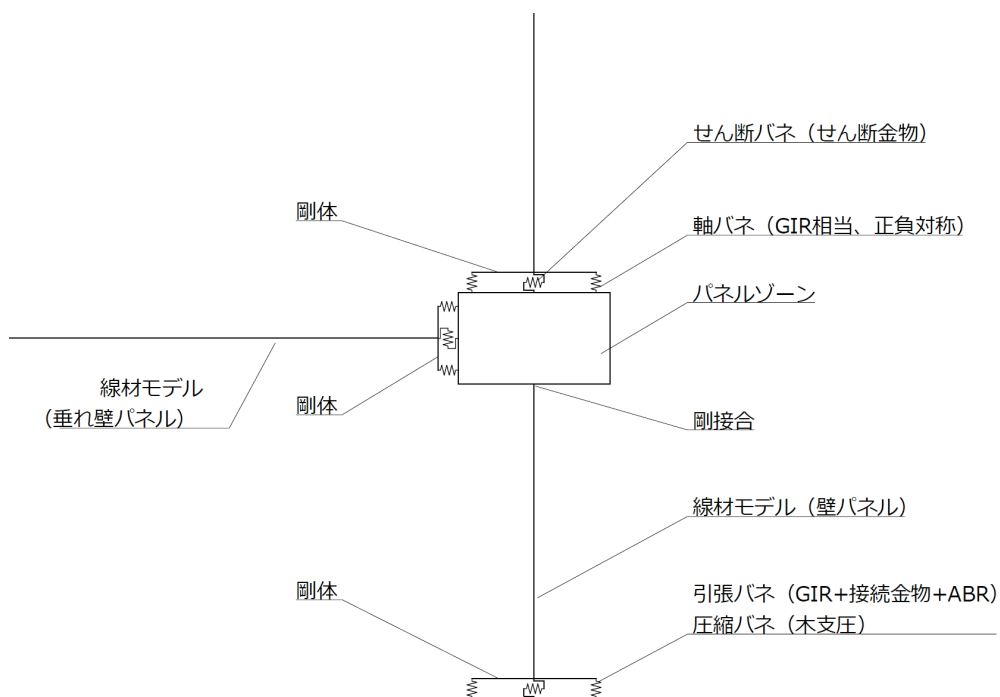 せん断バネ（せん断金物）
剛体
軸バネ（GIR相当、正負対称）
パネルゾーン
線材モデル
（垂れ壁パネル）
剛体
剛接合
線材モデル（壁パネル）
剛体
引張バネ（GIR+接続金物+ABR）
圧縮バネ（木支圧）